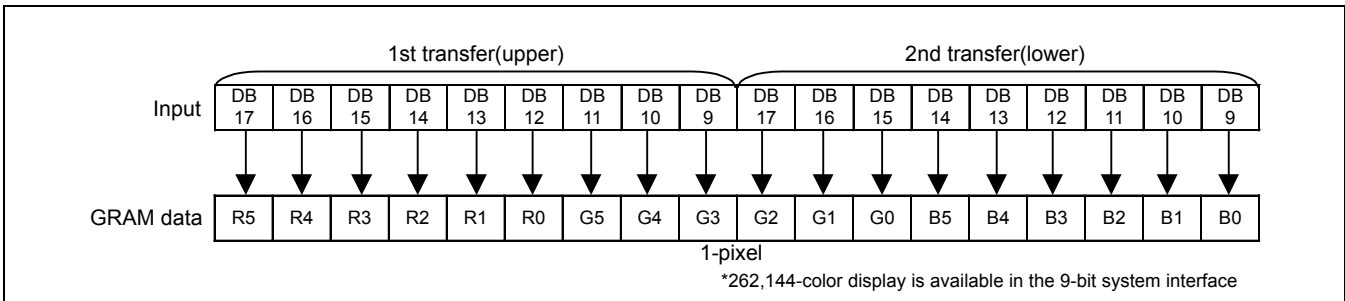 1st transfer(upper) 2nd transfer(lower)
Input DB 17 DB 16 DB 15 DB 14 DB 13 DB 12 DB 11 DB 10 DB 9 DB 17 DB 16 DB 15 DB 14 DB 13 DB 12 DB 11 DB 10 DB 9
GRAM data R5 R4 R3 R2 R1 R0 G5 G4 G3 G2 G1 G0 B5 B4 B3 B2 B1 B0
1-pixel
*262,144-color display is available in the 9-bit system interface